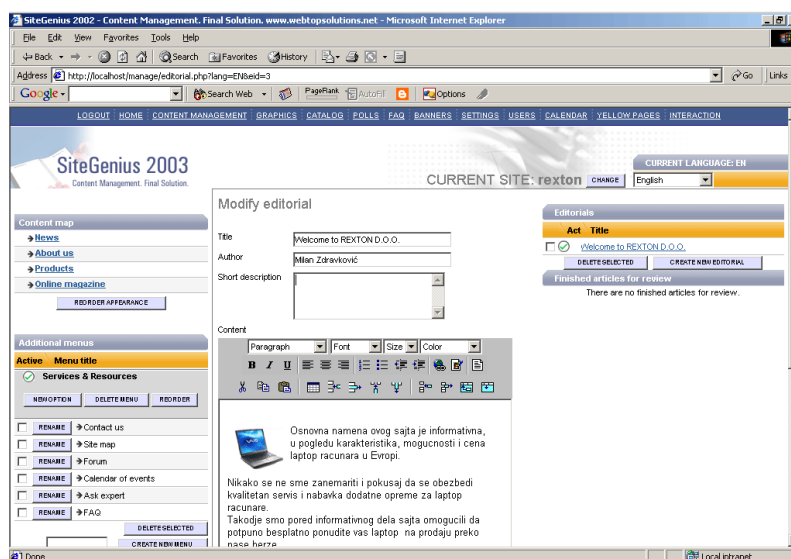 SiteGenius 2002 - Content Management. Final Solution. www.webtopsolutions.net - Microsoft Internet Explorer
File Edit View Favorites Tools Help
Back Search Favorites History
Address http://localhost/manage/editorial.php?lang=EN&eid=3 Go Links
Google Search Web PageRank AutoFill Options
LOGOUT HOME CONTENT MANAGEMENT GRAPHICS CATALOG POLLS FAQ BANNERS SETTINGS USERS CALENDAR YELLOW PAGES INTERACTION
SiteGenius 2003
Content Management. Final Solution.
CURRENT SITE: rexton CHANGE
CURRENT LANGUAGE: EN
English
Content map
News
About us
Products
Online magazine
REORDER APPEARANCE
Additional menus
Active Menu title
Services & Resources
NEW OPTION DELETE MENU REORDER
RENAME Contact us
RENAME Site map
RENAME Forum
RENAME Calendar of events
RENAME Ask expert
RENAME FAQ
DELETE SELECTED
CREATE NEW MENU
Modify editorial
Title Welcome to REXTON D.O.O.
Author Milan Zdravković
Short description
Content
Paragraph Font Size Color
B I U
Osnovna namena ovog sajta je informativna,
u pogledu karakteristika, mogucnosti i cena
laptop racunara u Evropi.
Nikako se ne sme zanemariti i pokusaj da se obezbedi
kvalitetan servis i nabavka dodatne opreme za laptop
racunare.
Takodje smo pored informativnog dela sajta omogucili da
potpuno besplatno ponudite vas laptop na prodaju preko
nase berze
Editorials
Act Title
Welcome to REXTON D.O.O.
DELETE SELECTED CREATE NEW EDITORIAL
Finished articles for review
There are no finished articles for review.
Done
Local intranet